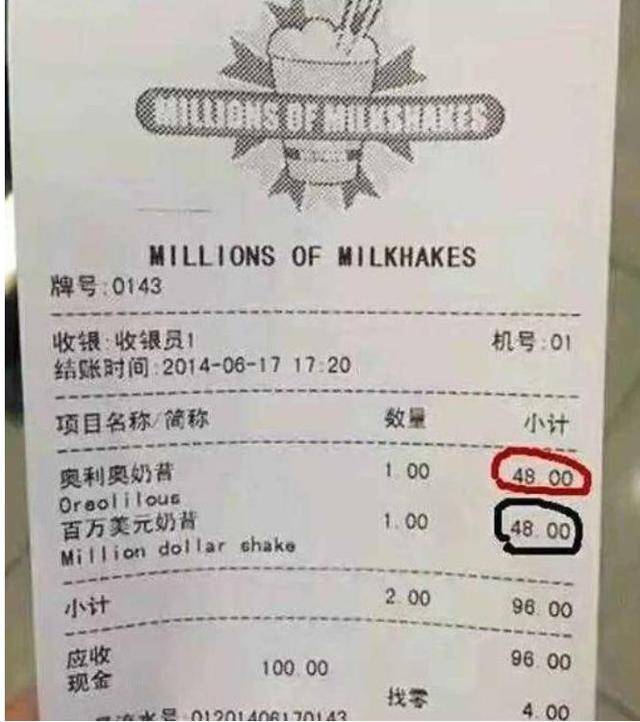 MILLIONS OF MILKSHAKES
MILLIONS OF MILKHAKES
牌号:0143
收银:收银员1 机号:01
结账时间:2014-06-17 17:20
项目名称/简称 数量 小计
奥利奥奶昔 1.00 48.00
Oreolilous
百万美元奶昔 1.00 48.00
Million dollar shake
小计 2.00 96.00
应收 96.00
现金 100.00
找零 4.00
流水号:01201406170143